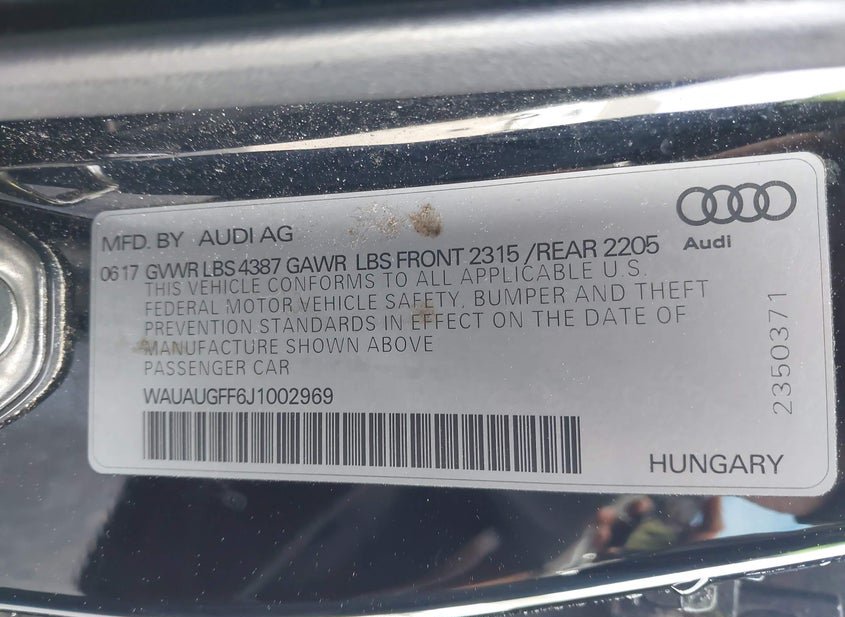 MFD. BY AUDI AG
Audi
0617 GVWR LBS 4387 GAWR LBS FRONT 2315 /REAR 2205
THIS VEHICLE CONFORMS TO ALL APPLICABLE U.S.
FEDERAL MOTOR VEHICLE SAFETY, BUMPER AND THEFT
PREVENTION STANDARDS IN EFFECT ON THE DATE OF
MANUFACTURE SHOWN ABOVE
PASSENGER CAR
WAUAUGFF6J1002969
HUNGARY
2350371